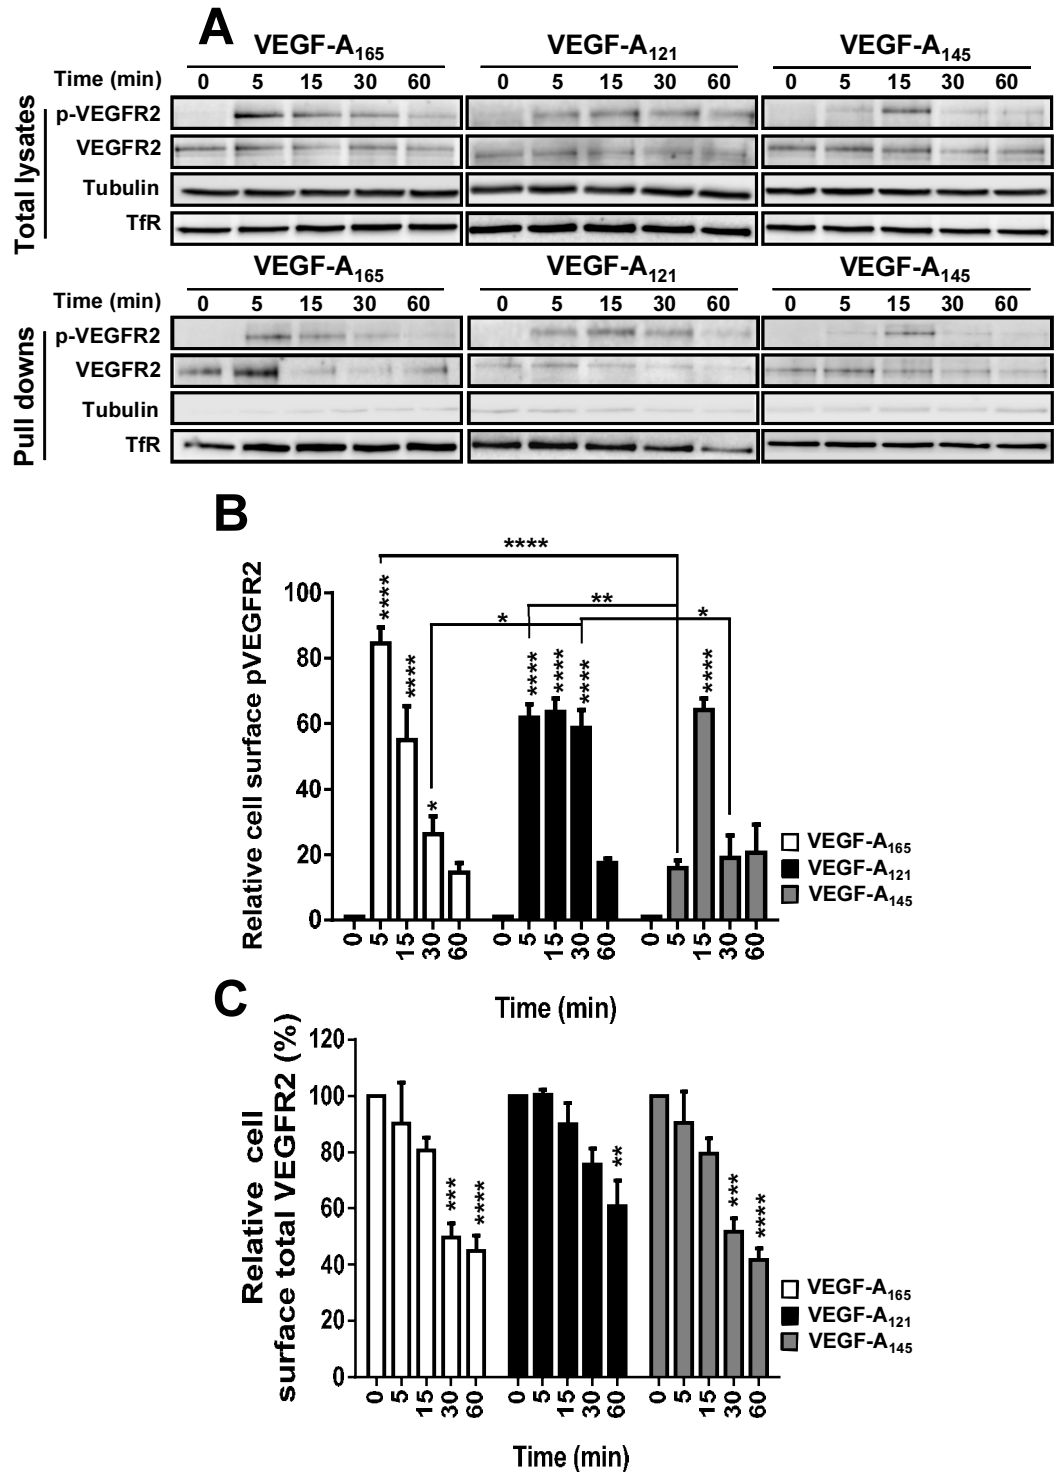 A
VEGF-A165 VEGF-A121 VEGF-A145
Time (min) 0 5 15 30 60 0 5 15 30 60 0 5 15 30 60
Total lysates
p-VEGFR2
VEGFR2
Tubulin
TfR
VEGF-A165 VEGF-A121 VEGF-A145
Time (min) 0 5 15 30 60 0 5 15 30 60 0 5 15 30 60
Pull downs
p-VEGFR2
VEGFR2
Tubulin
TfR
B
Relative cell surface pVEGFR2
100
80
60
40
20
0
****
** 
* *
**** **** * **** **** **** ****
0 5 15 30 60 0 5 15 30 60 0 5 15 30 60
Time (min)
VEGF-A165
VEGF-A121
VEGF-A145
C
Relative cell
surface total VEGFR2 (%)
120
100
80
60
40
20
0
*** **** ** *** ****
0 5 15 30 60 0 5 15 30 60 0 5 15 30 60
Time (min)
VEGF-A165
VEGF-A121
VEGF-A145